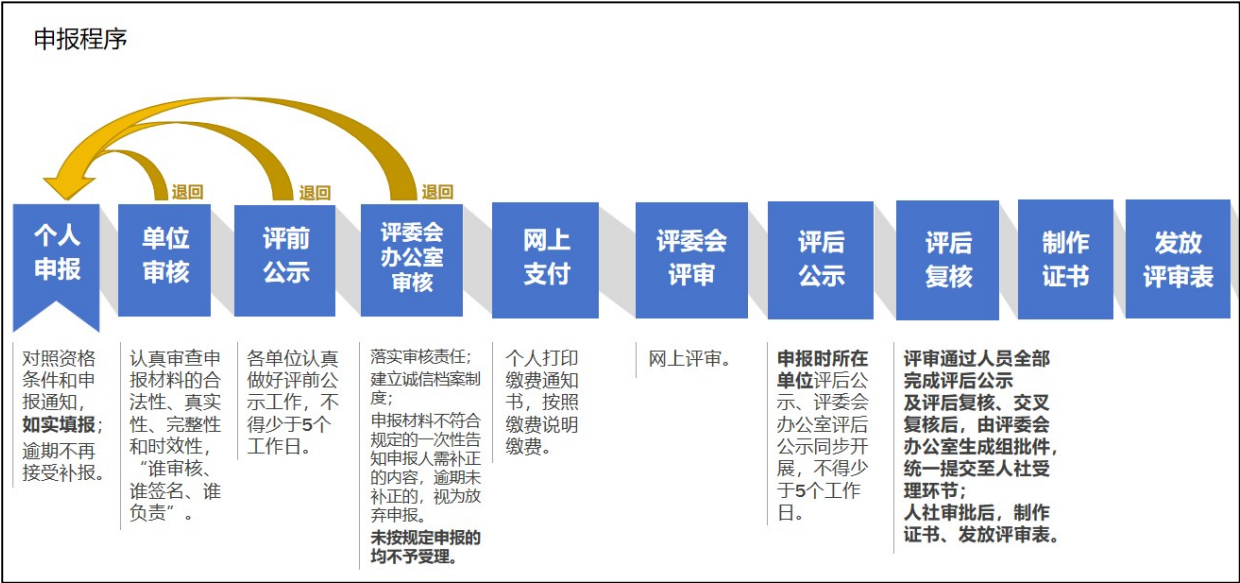 申报程序
退回
退回
退回
个人
申报
单位
审核
评前
公示
评委会
办公室
审核
网上
支付
评委会
评审
评后
公示
评后
复核
制作
证书
发放
评审表
对照资格
条件和申
报通知，
如实填报；
逾期不再
接受补报。
认真审查申
报材料的合
法性、真实
性、完整性
和时效性，
“谁审核、
谁签名、谁
负责”。
各单位认真
做好评前公
示工作，不
得少于5个
工作日。
落实审核责任；
建立诚信档案制
度；
申报材料不符合
规定的一次性告
知申报人需补正
的内容，逾期未
补正的，视为放
弃申报。
未按规定申报的
均不予受理。
个人打印
缴费通知
书，按照
缴费说明
缴费。
网上评审。
申报时所在
单位评后公
示、评委会
办公室评后
公示同步开
展，不得少
于5个工作
日。
评审通过人员全部
完成评后公示
及评后复核、交叉
复核后，由评委会
办公室生成组批件，
统一提交至人社受
理环节；
人社审批后，制作
证书、发放评审表。